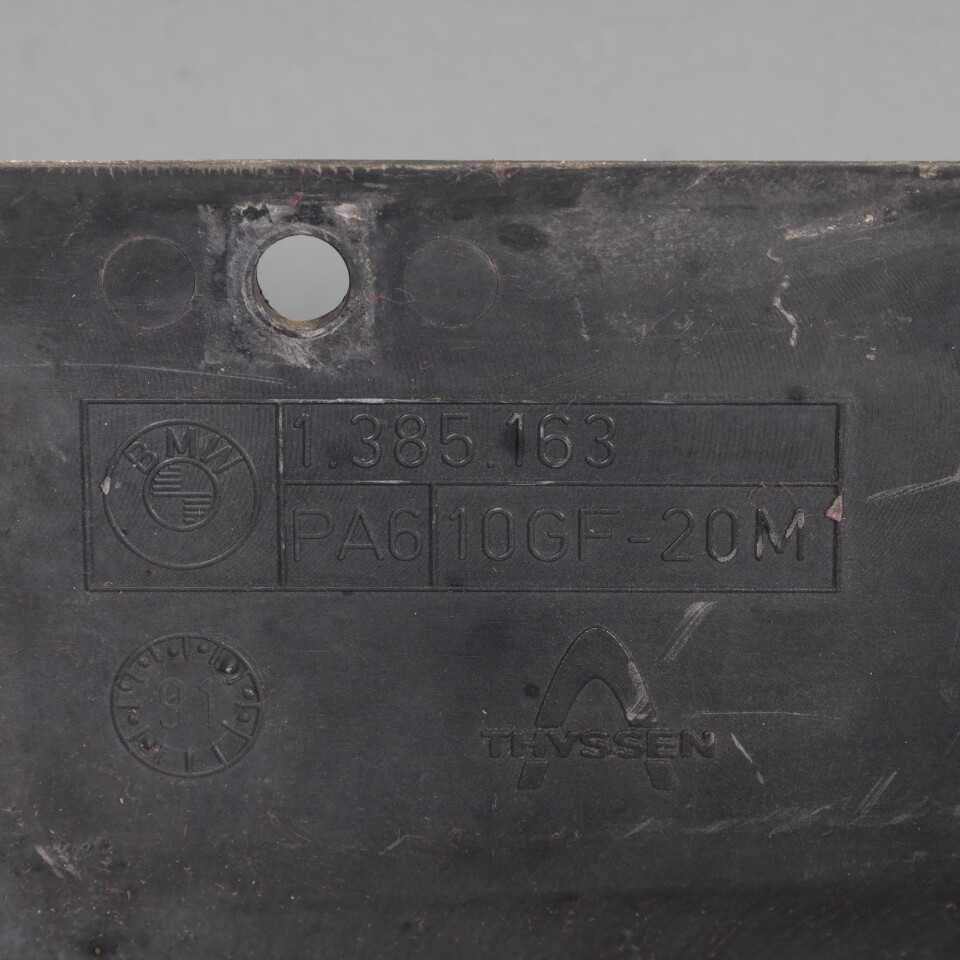 BMW
1.385.163
PA6 10GF-20M
91
THYSSEN